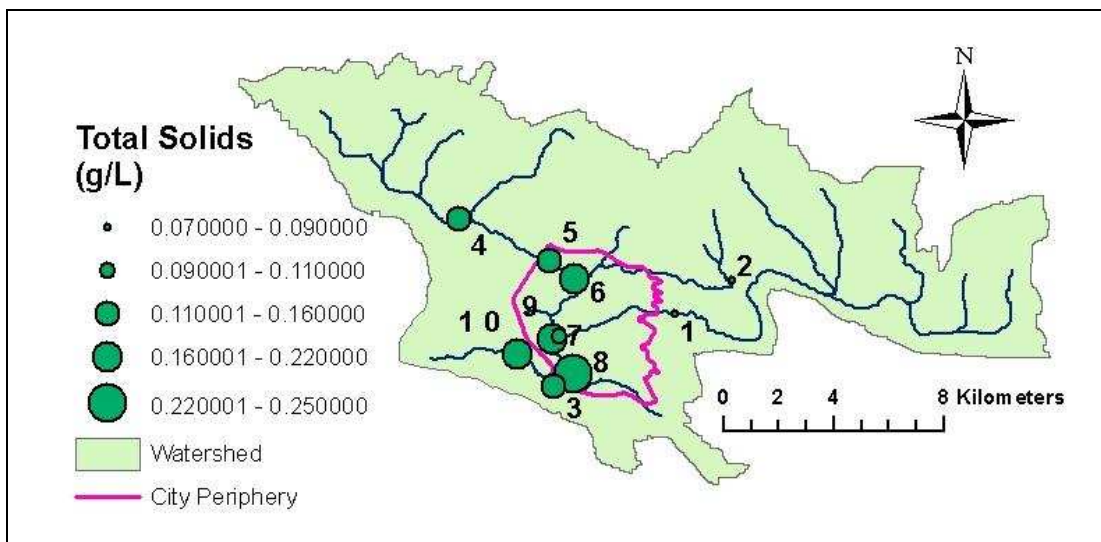 Total Solids
(g/L)
0.070000 - 0.090000
0.090001 - 0.110000
0.110001 - 0.160000
0.160001 - 0.220000
0.220001 - 0.250000
Watershed
City Periphery
N
4
5
6
2
9
1 0
7
1
8
3
0 2 4 8 Kilometers